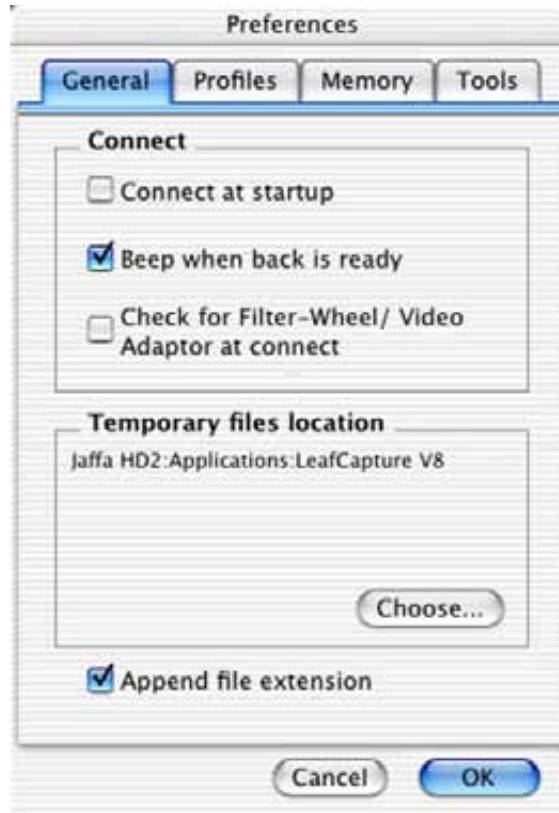 Preferences
General Profiles Memory Tools
Connect
Connect at startup
Beep when back is ready
Check for Filter-Wheel/ Video
Adaptor at connect
Temporary files location
Jaffa HD2:Applications:LeafCapture V8
Choose...
Append file extension
Cancel OK